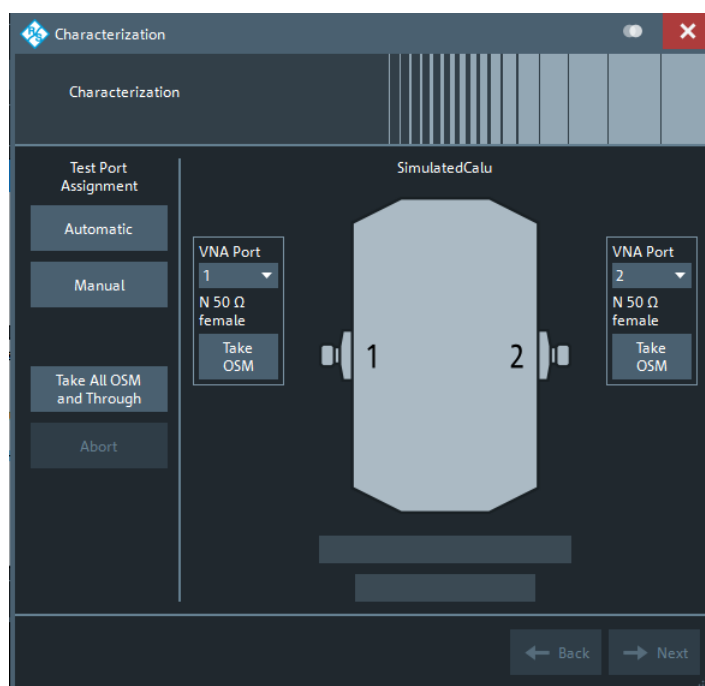 Characterization
Characterization
Test Port
Assignment
Automatic
Manual
Take All OSM
and Through
Abort
SimulatedCalu
VNA Port
1
N 50 Ω
female
Take
OSM
1
2
VNA Port
2
N 50 Ω
female
Take
OSM
Back
Next